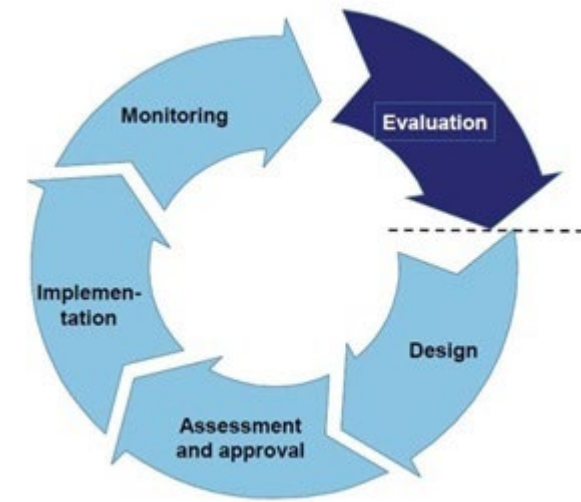 Monitoring
Evaluation
Implemen-
tation
Design
Assessment
and approval